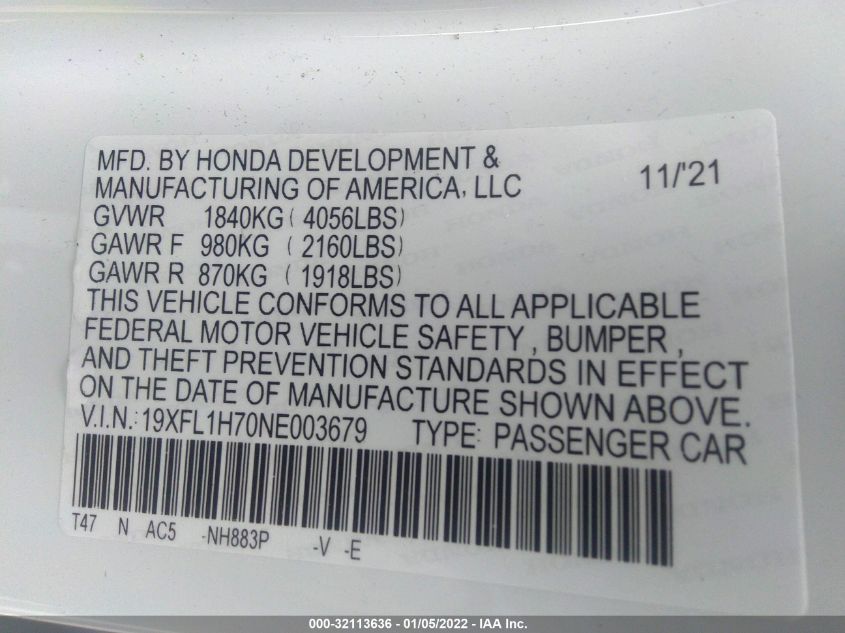 MFD. BY HONDA DEVELOPMENT &
MANUFACTURING OF AMERICA, LLC 11/'21
GVWR 1840KG ( 4056LBS)
GAWR F 980KG ( 2160LBS)
GAWR R 870KG ( 1918LBS)
THIS VEHICLE CONFORMS TO ALL APPLICABLE
FEDERAL MOTOR VEHICLE SAFETY , BUMPER ,
AND THEFT PREVENTION STANDARDS IN EFFECT
ON THE DATE OF MANUFACTURE SHOWN ABOVE.
V.I.N.: 19XFL1H70NE003679 TYPE: PASSENGER CAR
T47 N AC5 -NH883P -V -E
000-32113636 - 01/05/2022 - IAA Inc.